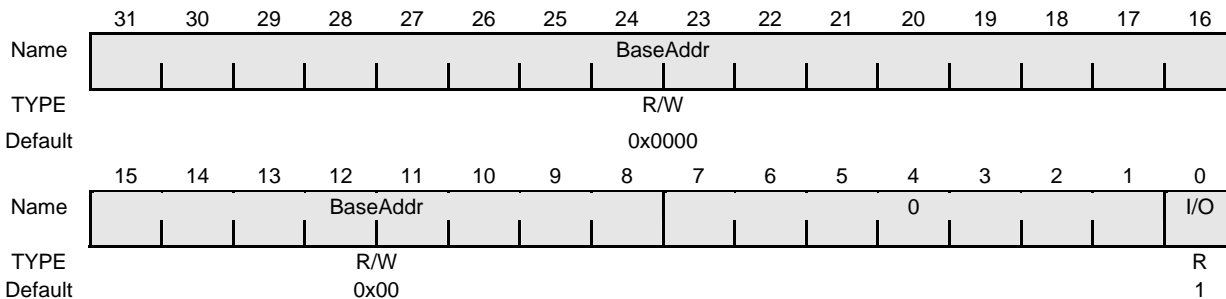 31 30 29 28 27 26 25 24 23 22 21 20 19 18 17 16
Name BaseAddr
TYPE R/W
Default 0x0000
15 14 13 12 11 10 9 8 7 6 5 4 3 2 1 0
Name BaseAddr 0 I/O
TYPE R/W R
Default 0x00 1